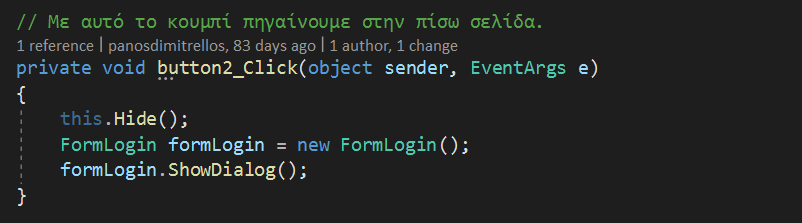 // Με αυτό το κουμπί πηγαίνουμε στην πίσω σελίδα.
1 reference | panosdimitrellos, 83 days ago | 1 author, 1 change
private void button2_Click(object sender, EventArgs e)
{
    this.Hide();
    FormLogin formLogin = new FormLogin();
    formLogin.ShowDialog();
}